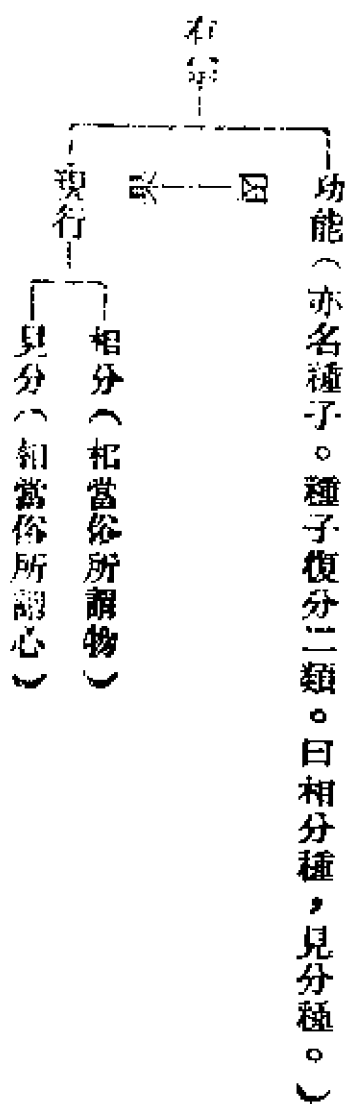 有宗
功能（亦名種子。種子復分二類。曰相分種，見分種。）
因
果
現行
相分（相當俗所謂物）
見分（相當俗所謂心）